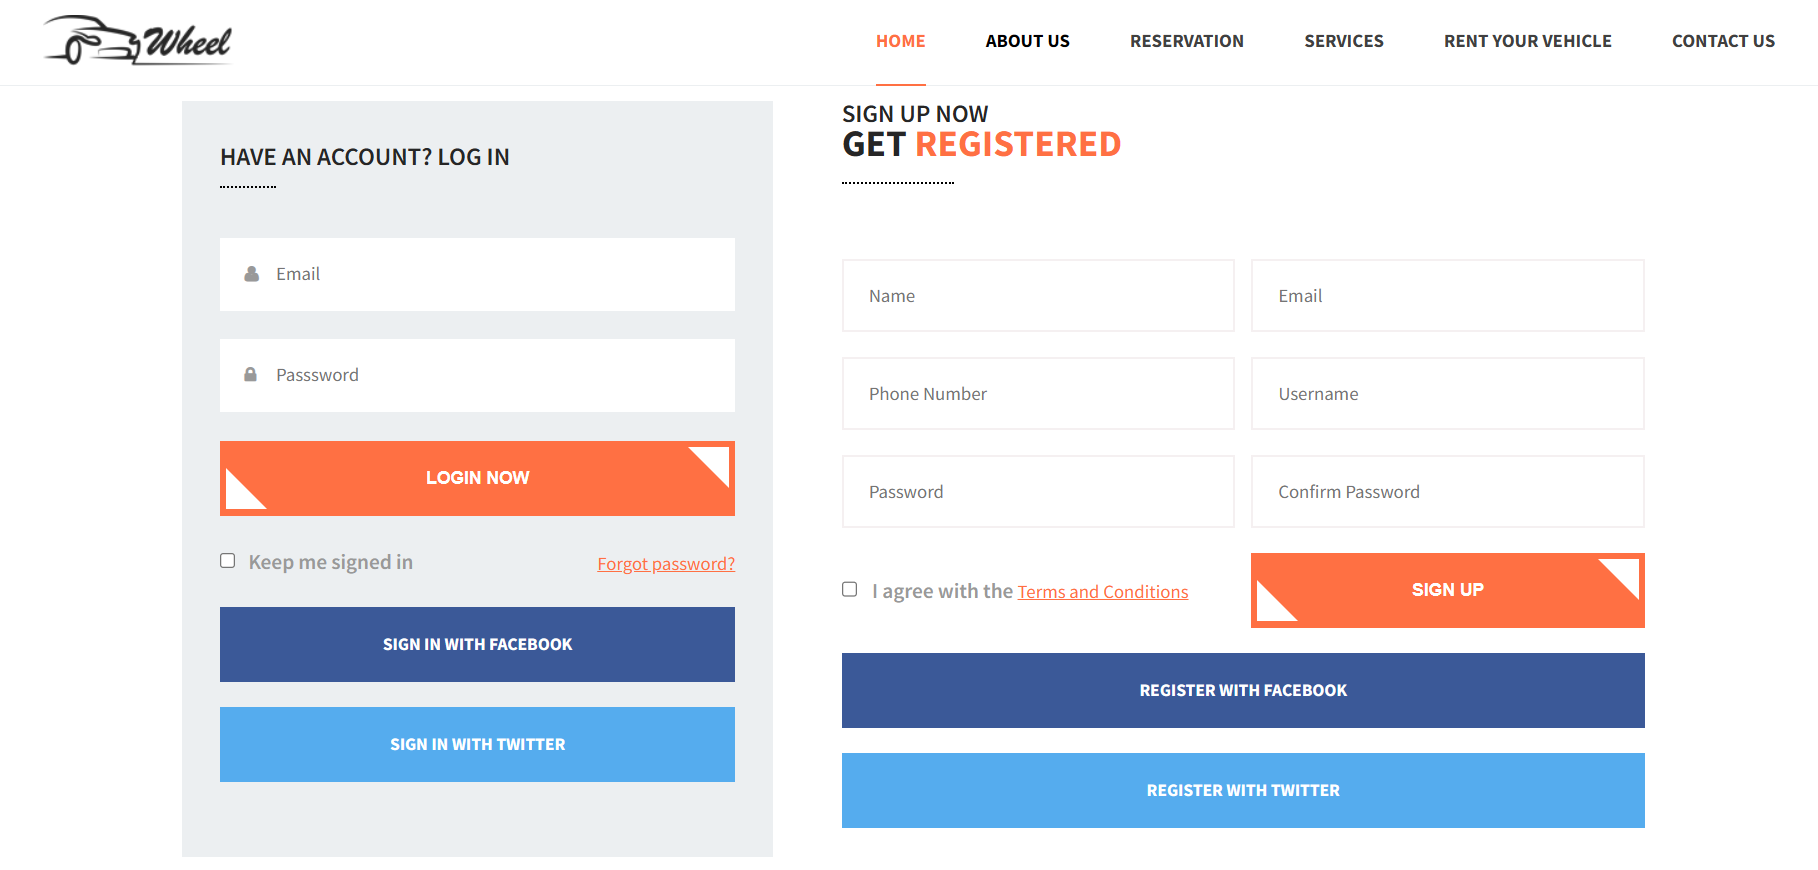 Wheel
HOME ABOUT US RESERVATION SERVICES RENT YOUR VEHICLE CONTACT US
HAVE AN ACCOUNT? LOG IN
Email
Passsword
LOGIN NOW
Keep me signed in Forgot password?
SIGN IN WITH FACEBOOK
SIGN IN WITH TWITTER
SIGN UP NOW
GET REGISTERED
Name Email
Phone Number Username
Password Confirm Password
I agree with the Terms and Conditions SIGN UP
REGISTER WITH FACEBOOK
REGISTER WITH TWITTER